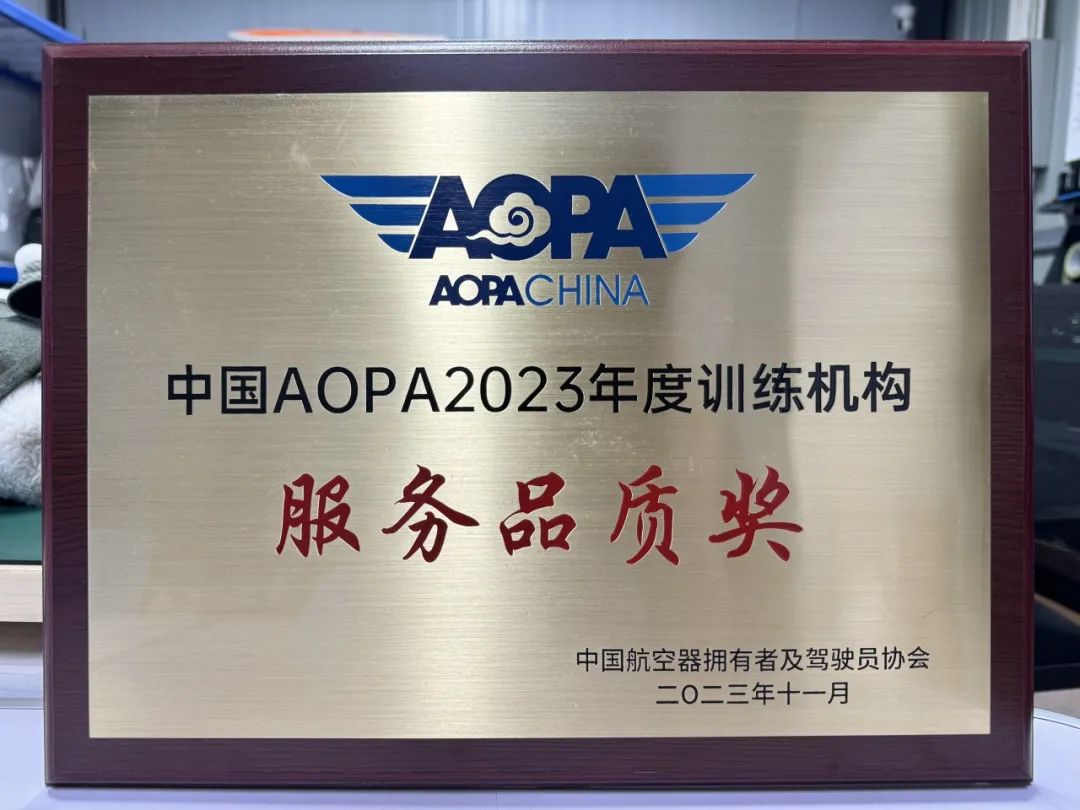 AOPA
AOPA CHINA
中国AOPA2023年度训练机构
服务品质奖
中国航空器拥有者及驾驶员协会
二〇二三年十一月